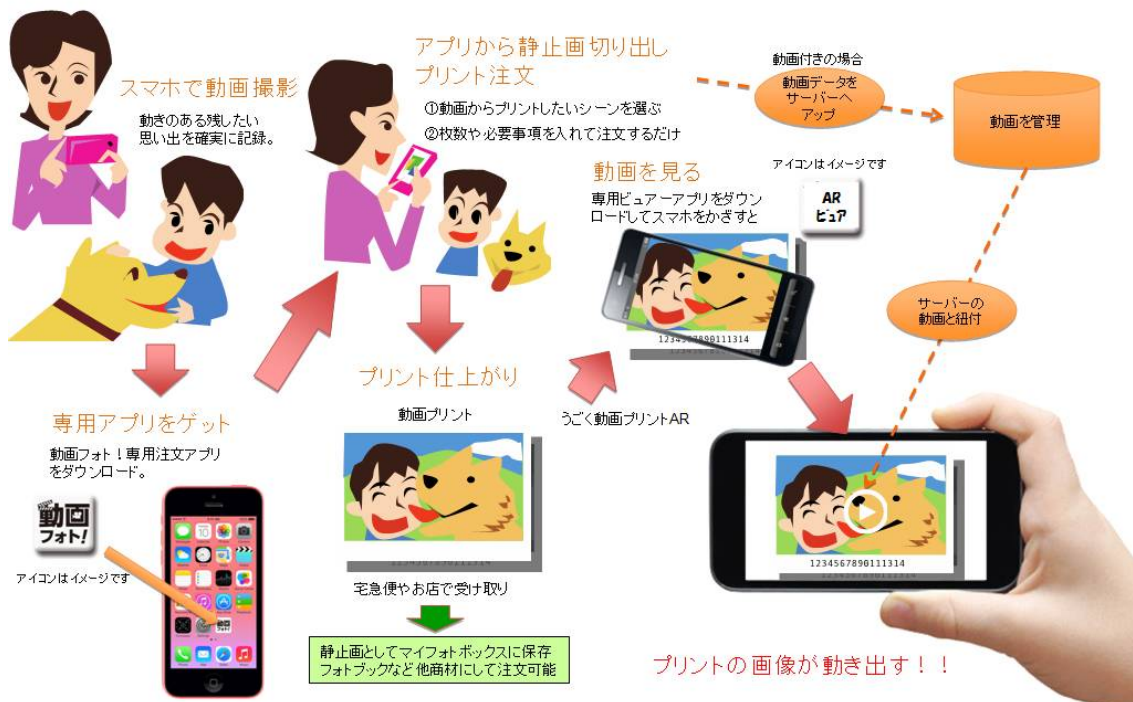 スマホで動画撮影
動きのある残したい
思い出を確実に記録。
専用アプリをゲット
動画フォト！専用注文アプリ
をダウンロード。
動画
フォト!
アイコンはイメージです
アプリから静止画切り出し
プリント注文
①動画からプリントしたいシーンを選ぶ
②枚数や必要事項を入れて注文するだけ
プリント仕上がり
動画プリント
宅急便やお店で受け取り
静止画としてマイフォトボックスに保存
フォトブックなど他商材にして注文可能
動画を見る
専用ビュアーアプリをダウン
ロードしてスマホをかざすと
アイコンはイメージです
AR
ビュア
1234567890111314
うごく動画プリントAR
動画付きの場合
動画データを
サーバーへ
アップ
動画を管理
サーバーの
動画と紐付
1234567890111314
プリントの画像が動き出す！！